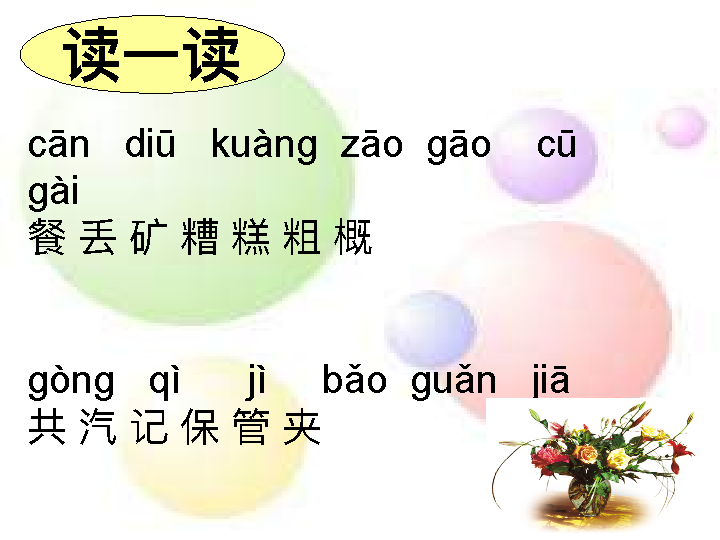 读一读
cān diū kuàng zāo gāo cū
gài
餐 丢 矿 糟 糕 粗 概
gòng qì jì bǎo guǎn jiā
共 汽 记 保 管 夹